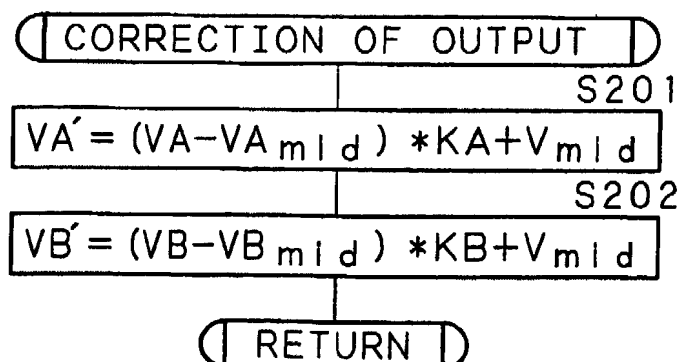 CORRECTION OF OUTPUT
S201
VA´=(VA-VAmid)*KA+Vmid
S202
VB´=(VB-VBmid)*KB+Vmid
RETURN